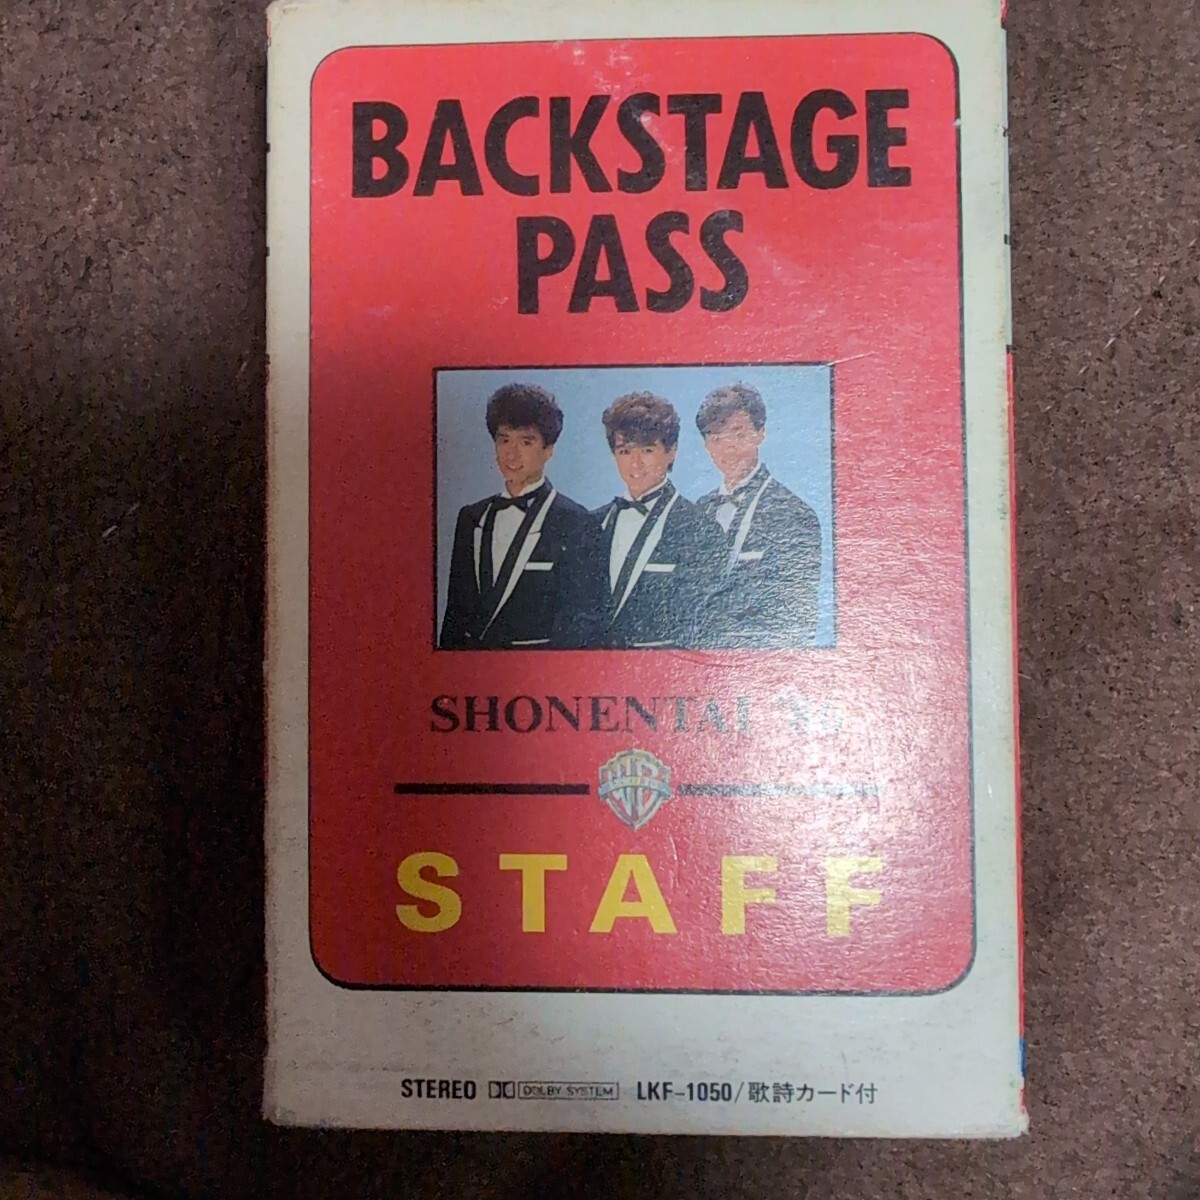 BACKSTAGE
PASS
SHONENTAI '86
STAFF
STEREO DOLBY SYSTEM LKF-1050/歌詩カード付